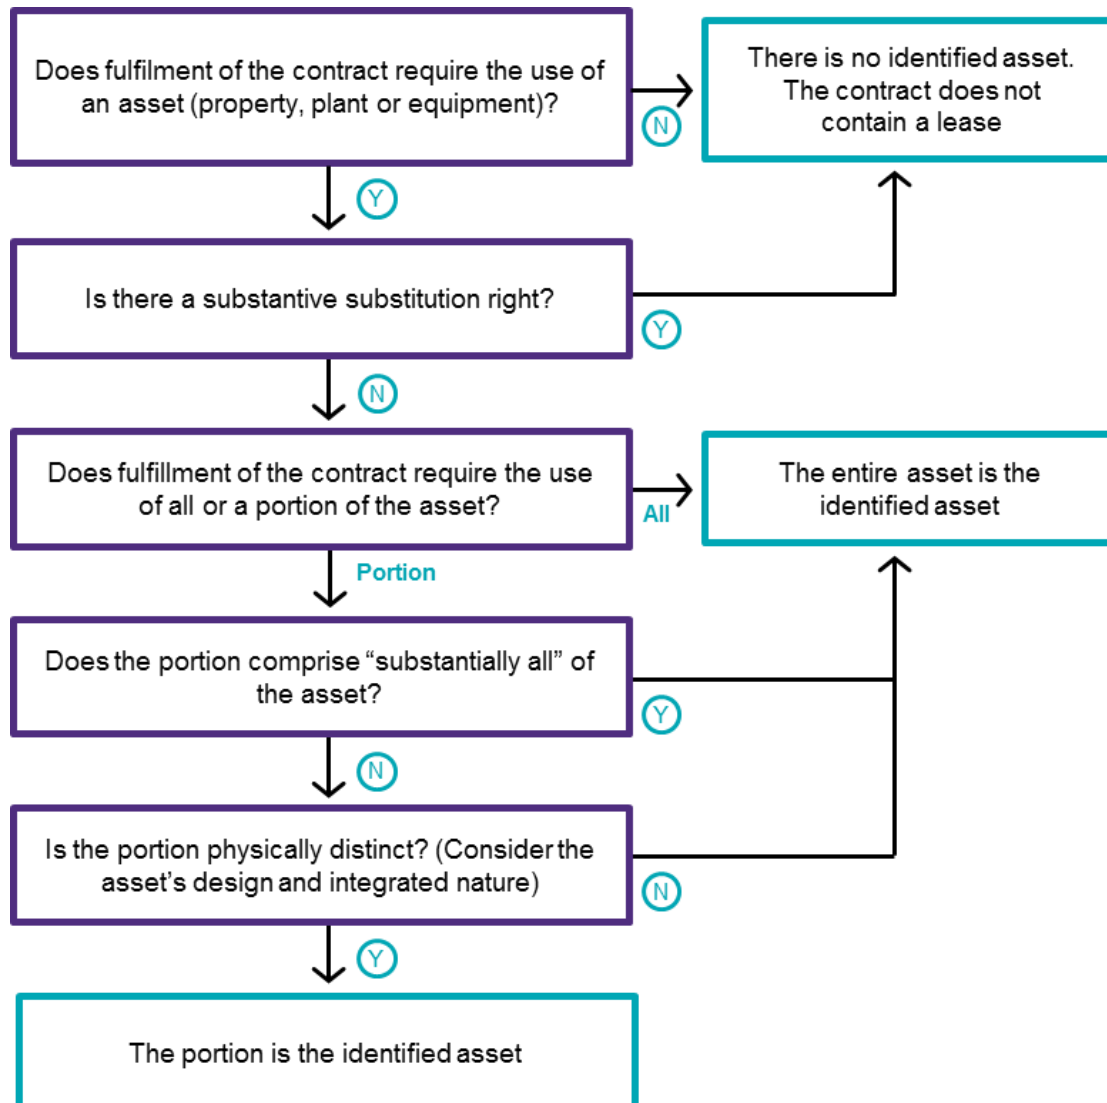 Does fulfilment of the contract require the use of
an asset (property, plant or equipment)?
N
There is no identified asset.
The contract does not
contain a lease
Y
Is there a substantive substitution right?
Y
N
Does fulfillment of the contract require the use
of all or a portion of the asset?
All
The entire asset is the
identified asset
Portion
Does the portion comprise “substantially all” of
the asset?
Y
N
Is the portion physically distinct? (Consider the
asset’s design and integrated nature)
N
Y
The portion is the identified asset